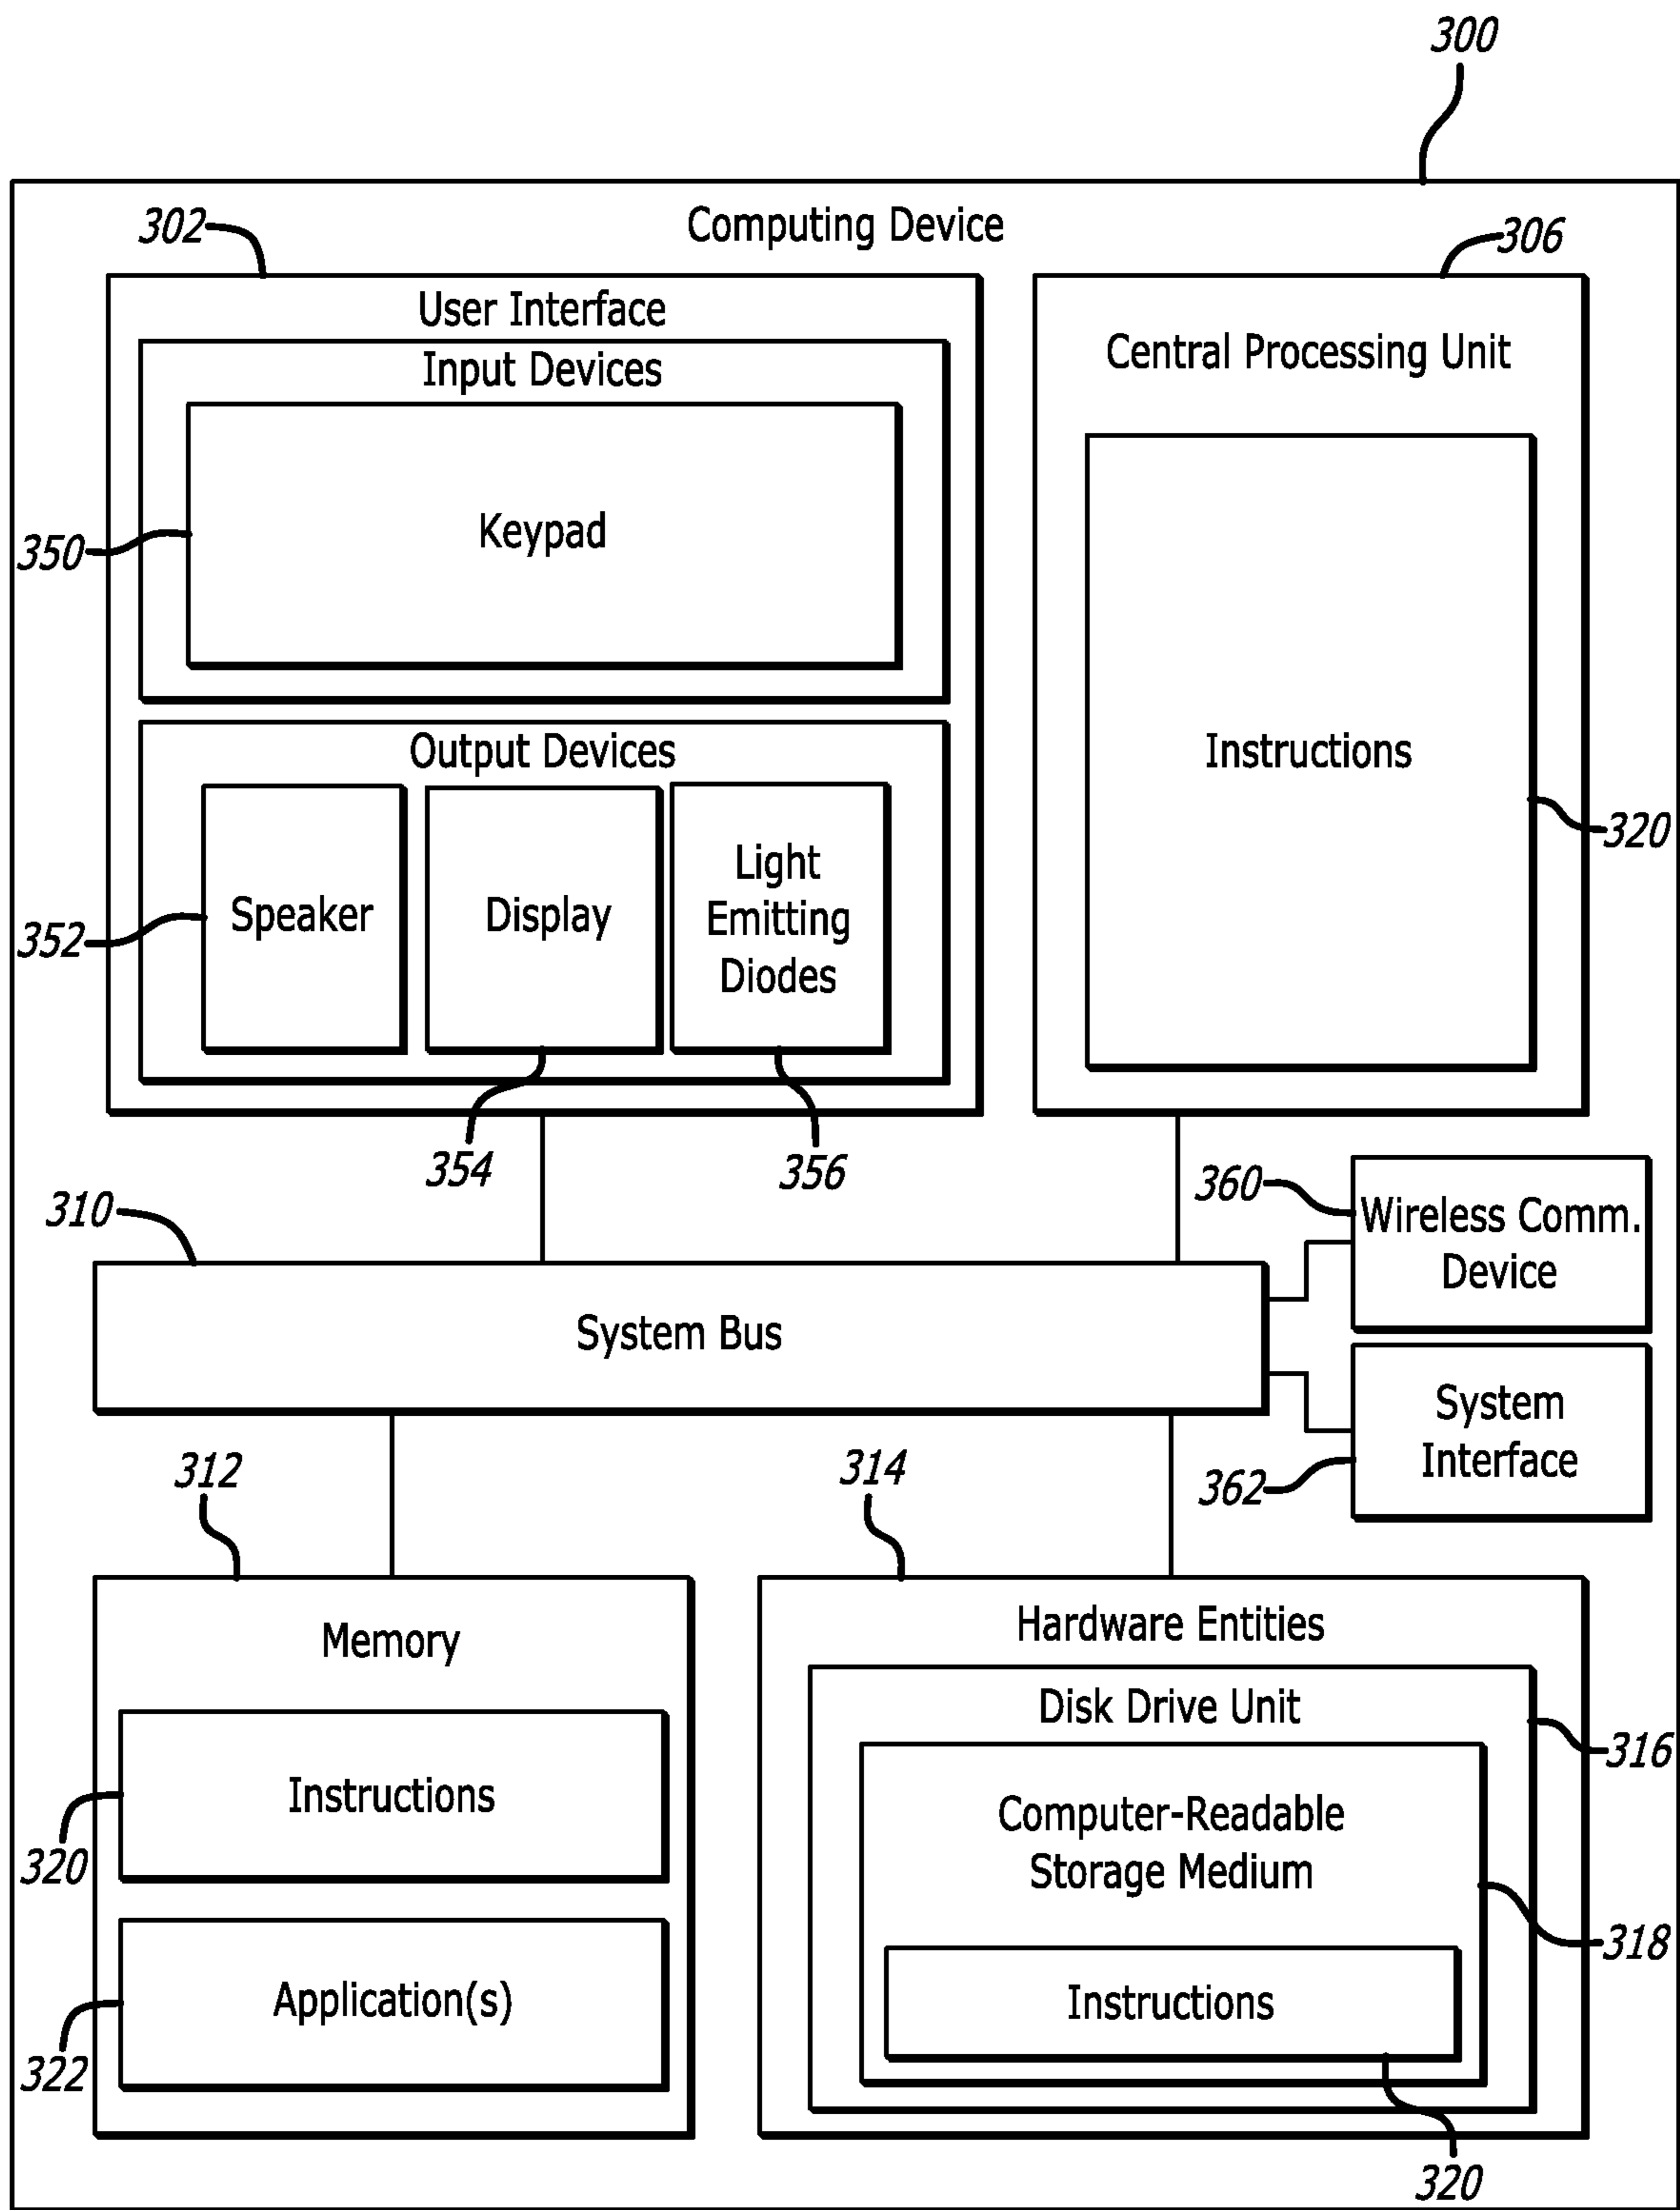 300
Computing Device
302
306
User Interface
Input Devices
Keypad
350
Output Devices
Speaker
352
Display
354
Light
Emitting
Diodes
356
Central Processing Unit
Instructions
320
310
System Bus
360
Wireless Comm.
Device
System
Interface
362
312
Memory
Instructions
320
Application(s)
322
314
Hardware Entities
Disk Drive Unit
316
Computer-Readable
Storage Medium
318
Instructions
320